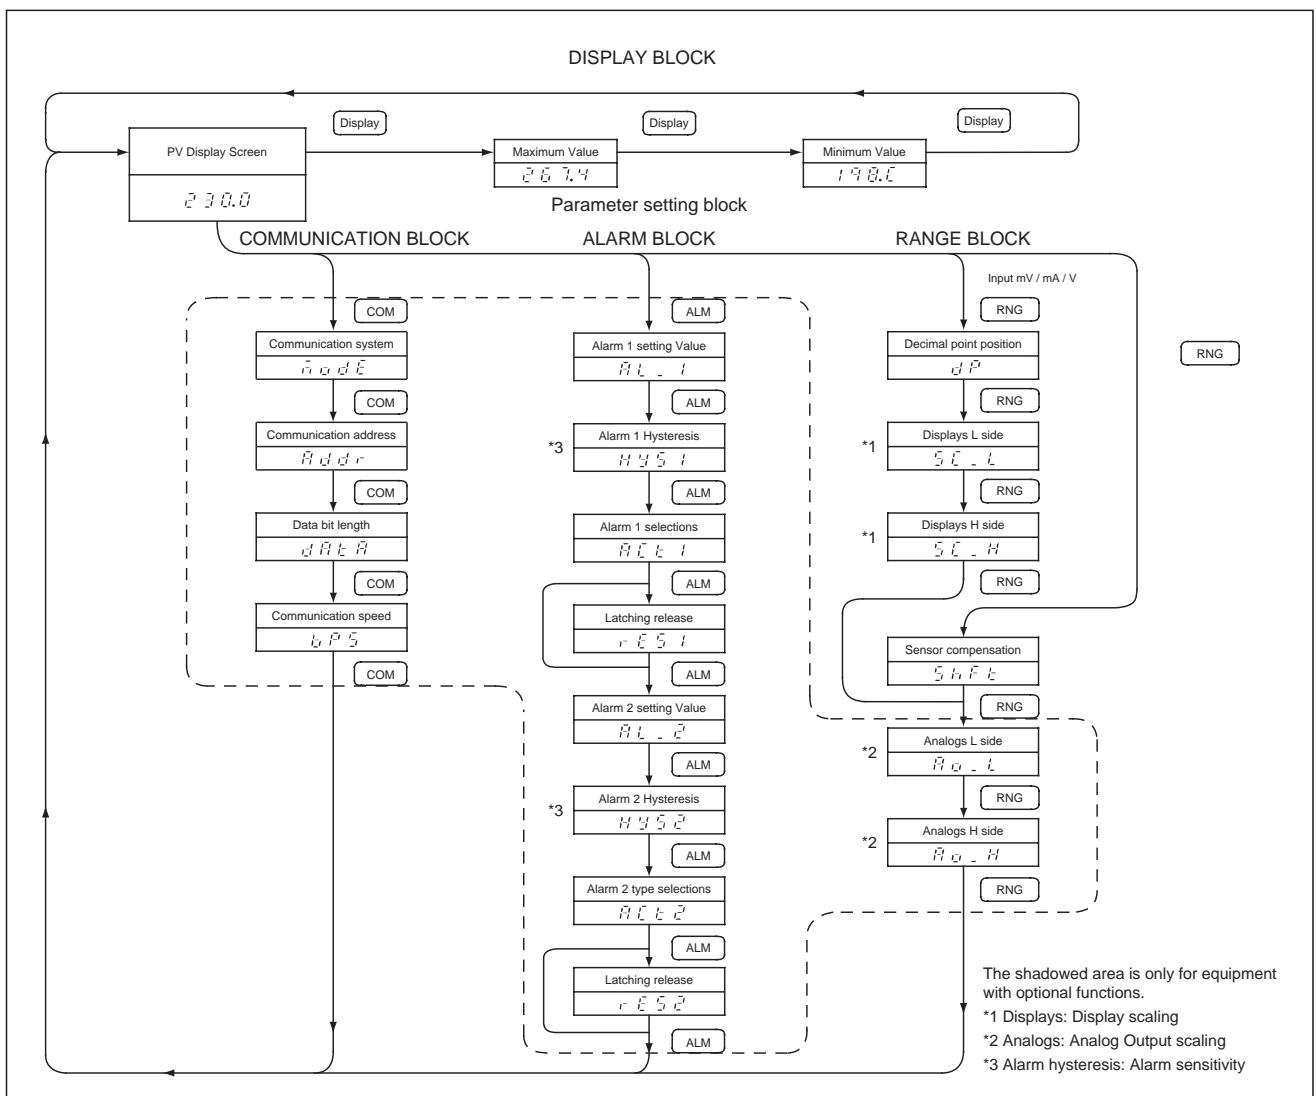 DISPLAY BLOCK
Display
Display
Display
PV Display Screen
230.0
Maximum Value
267.4
Minimum Value
198.C
Parameter setting block
COMMUNICATION BLOCK
ALARM BLOCK
RANGE BLOCK
Input mV / mA / V
COM
Communication system
modE
COM
Communication address
Addr
COM
Data bit length
dAtA
COM
Communication speed
bPS
COM
ALM
Alarm 1 setting Value
AL_1
ALM
*3
Alarm 1 Hysteresis
HYS1
ALM
Alarm 1 selections
ACt1
ALM
Latching release
rES1
ALM
Alarm 2 setting Value
AL_2
ALM
*3
Alarm 2 Hysteresis
HYS2
ALM
Alarm 2 type selections
ACt2
ALM
Latching release
rES2
ALM
RNG
Decimal point position
dP
RNG
*1
Displays L side
SC_L
RNG
*1
Displays H side
SC_H
RNG
Sensor compensation
ShFt
RNG
*2
Analogs L side
Ao_L
RNG
*2
Analogs H side
Ao_H
RNG
RNG
The shadowed area is only for equipment
with optional functions.
*1 Displays: Display scaling
*2 Analogs: Analog Output scaling
*3 Alarm hysteresis: Alarm sensitivity